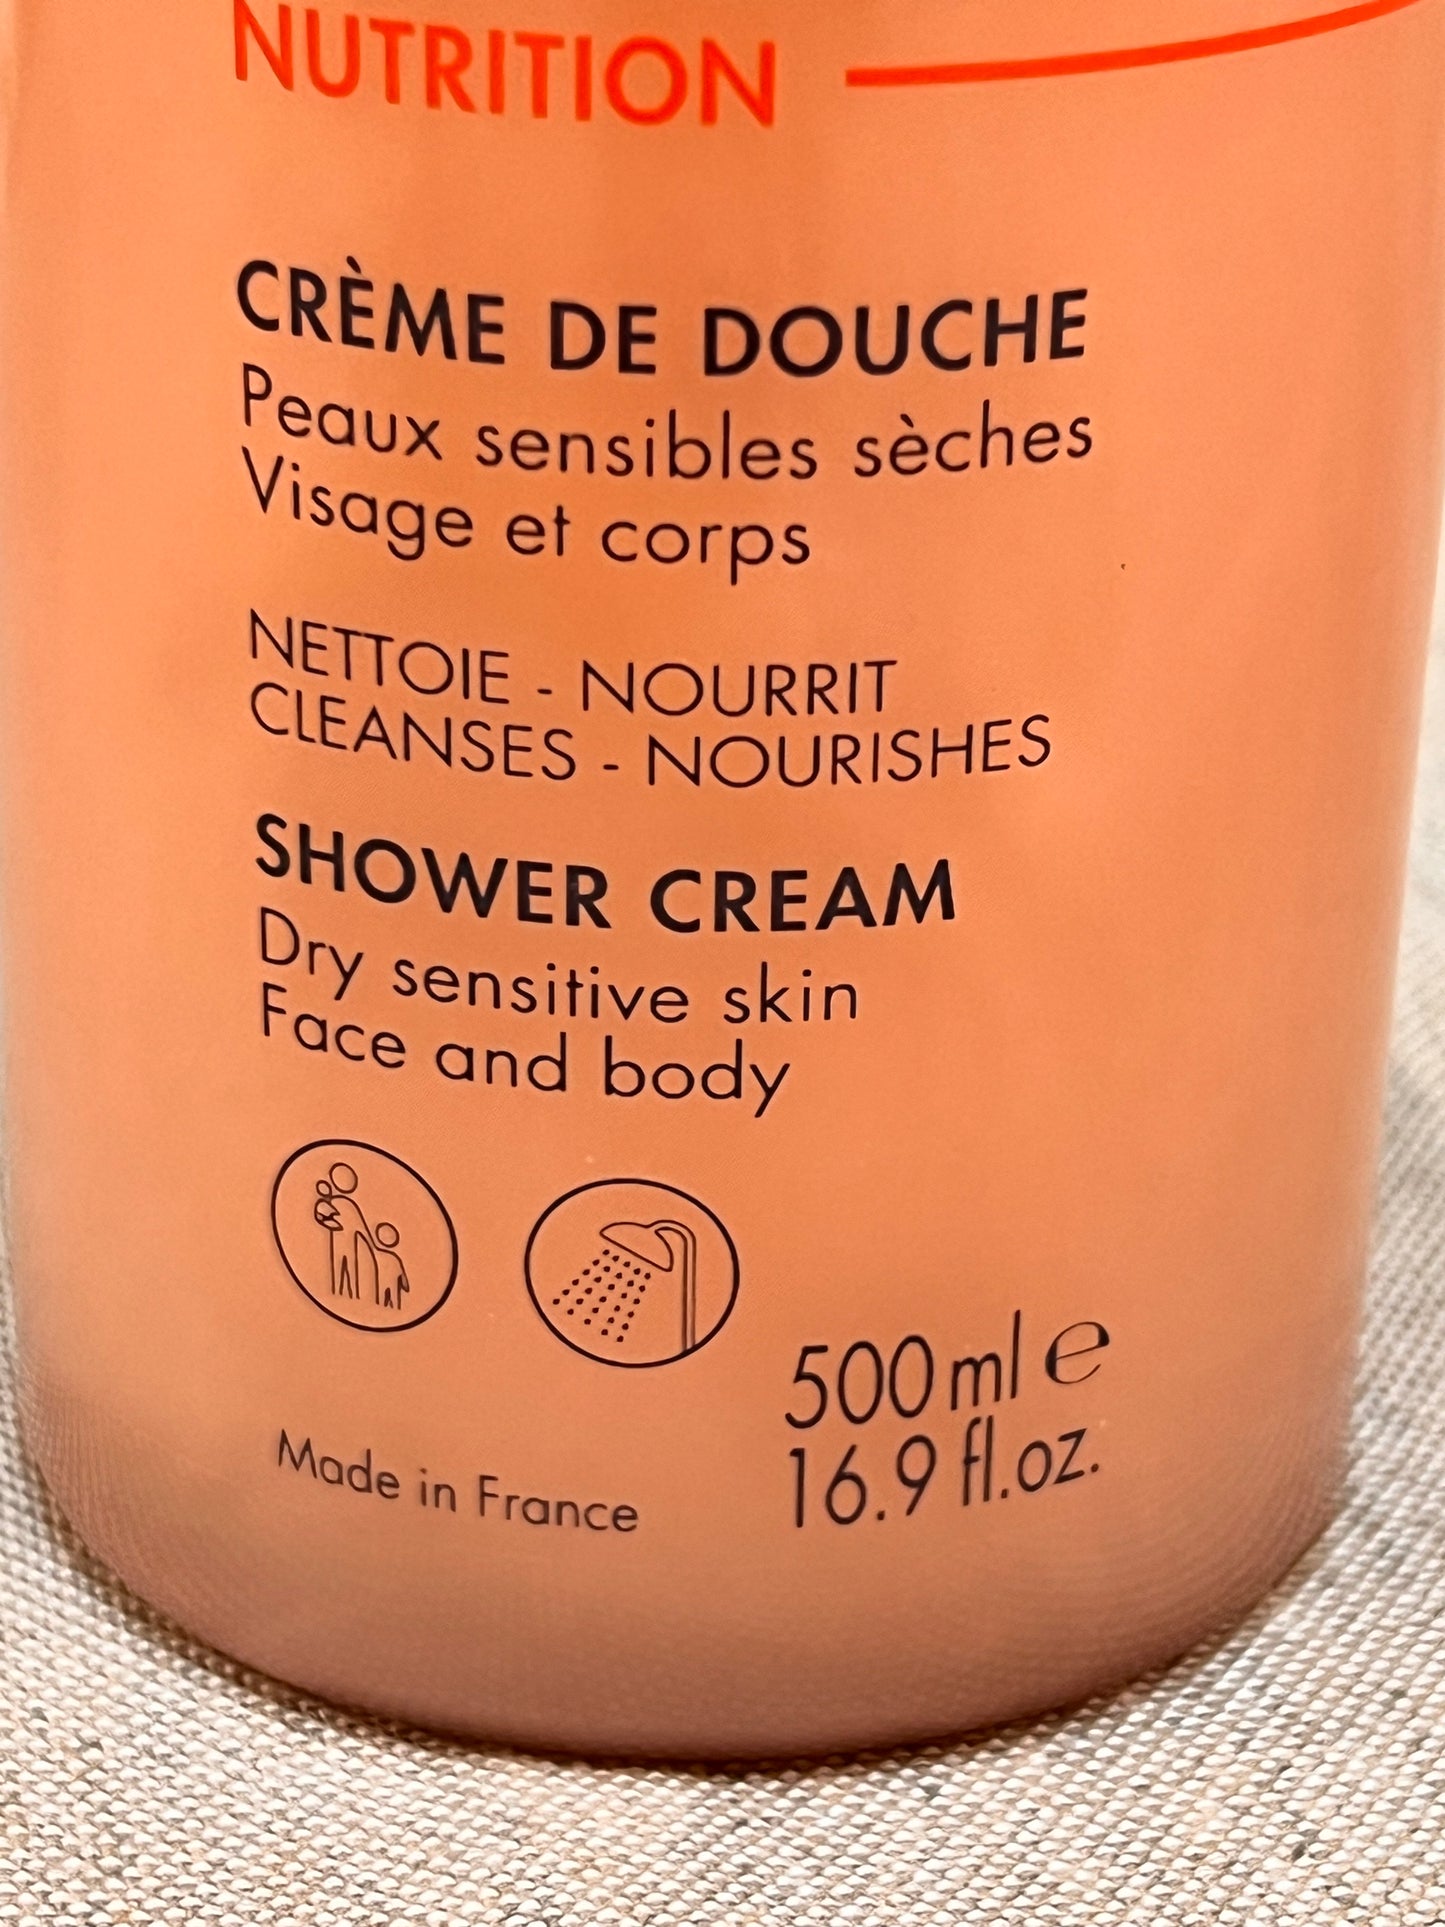 NUTRITION
CRÈME DE DOUCHE
Peaux sensibles sèches
Visage et corps
NETTOIE - NOURRIT
CLEANSES - NOURISHES
SHOWER CREAM
Dry sensitive skin
Face and body
500 ml ℮
16.9 fl.oz.
Made in France